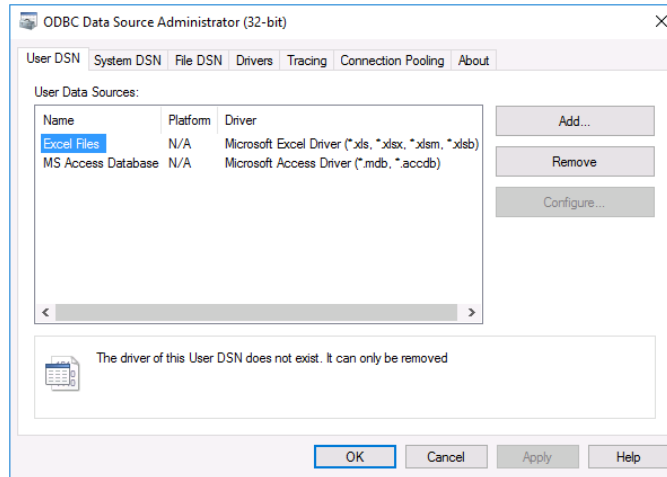 ODBC Data Source Administrator (32-bit)
User DSN System DSN File DSN Drivers Tracing Connection Pooling About
User Data Sources:
Name Platform Driver
Excel Files N/A Microsoft Excel Driver (*.xls, *.xlsx, *.xlsm, *.xlsb)
MS Access Database N/A Microsoft Access Driver (*.mdb, *.accdb)
Add...
Remove
Configure...
The driver of this User DSN does not exist. It can only be removed
OK Cancel Apply Help